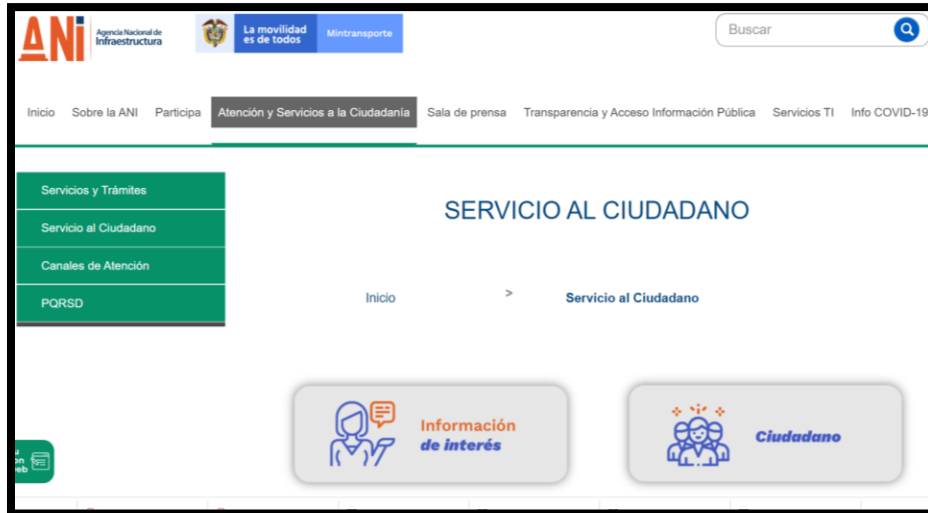 ANi Agencia Nacional de
Infraestructura
La movilidad
es de todos
Mintransporte
Buscar
Inicio Sobre la ANI Participa Atención y Servicios a la Ciudadanía Sala de prensa Transparencia y Acceso Información Pública Servicios TI Info COVID-19
Servicios y Trámites
Servicio al Ciudadano
Canales de Atención
PQRSD
SERVICIO AL CIUDADANO
Inicio > Servicio al Ciudadano
Información
de interés
Ciudadano